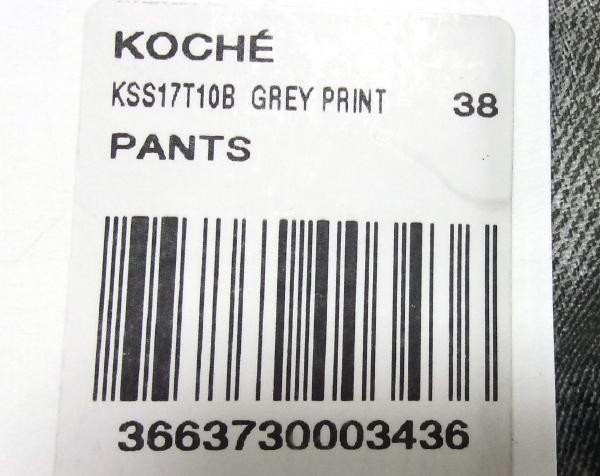 KOCHÉ
KSS17T10B GREY PRINT 38
PANTS
3663730003436